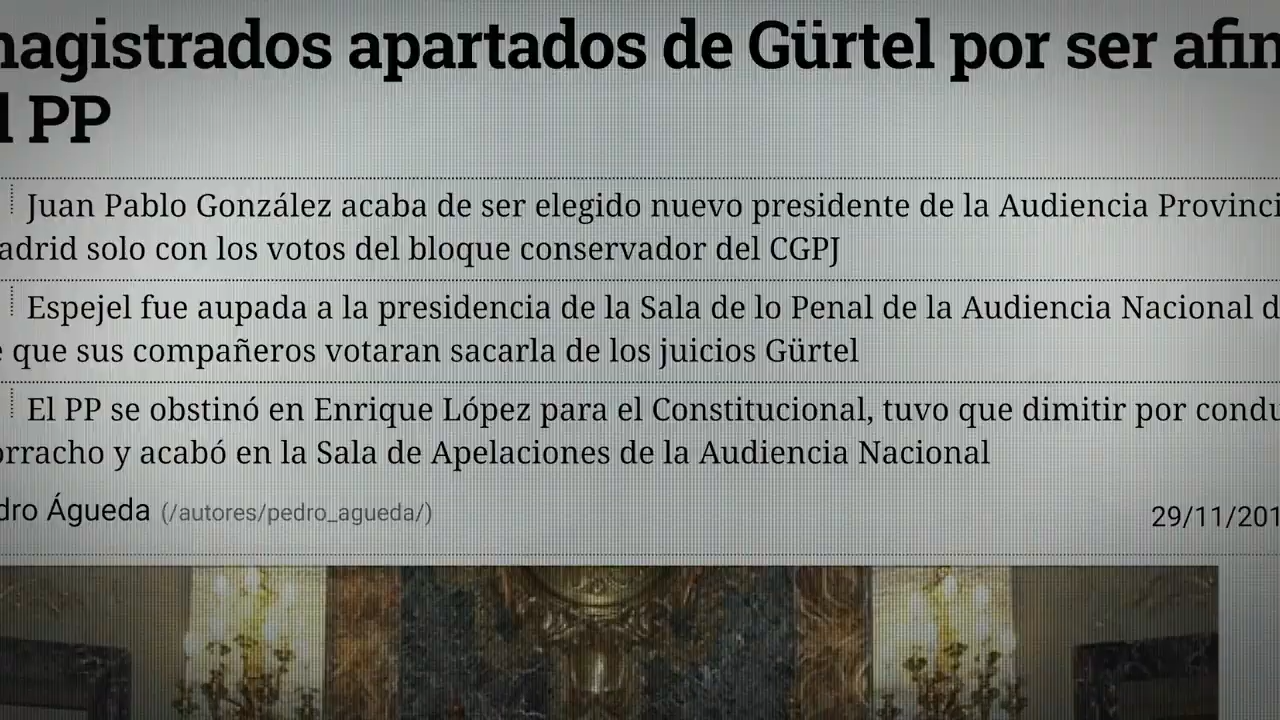 magistrados apartados de Gürtel por ser afin
l PP
Juan Pablo González acaba de ser elegido nuevo presidente de la Audiencia Provinci
adrid solo con los votos del bloque conservador del CGPJ
Espejel fue aupada a la presidencia de la Sala de lo Penal de la Audiencia Nacional d
e que sus compañeros votaran sacarla de los juicios Gürtel
El PP se obstinó en Enrique López para el Constitucional, tuvo que dimitir por condu
orracho y acabó en la Sala de Apelaciones de la Audiencia Nacional
dro Águeda (/autores/pedro_agueda/)
29/11/201